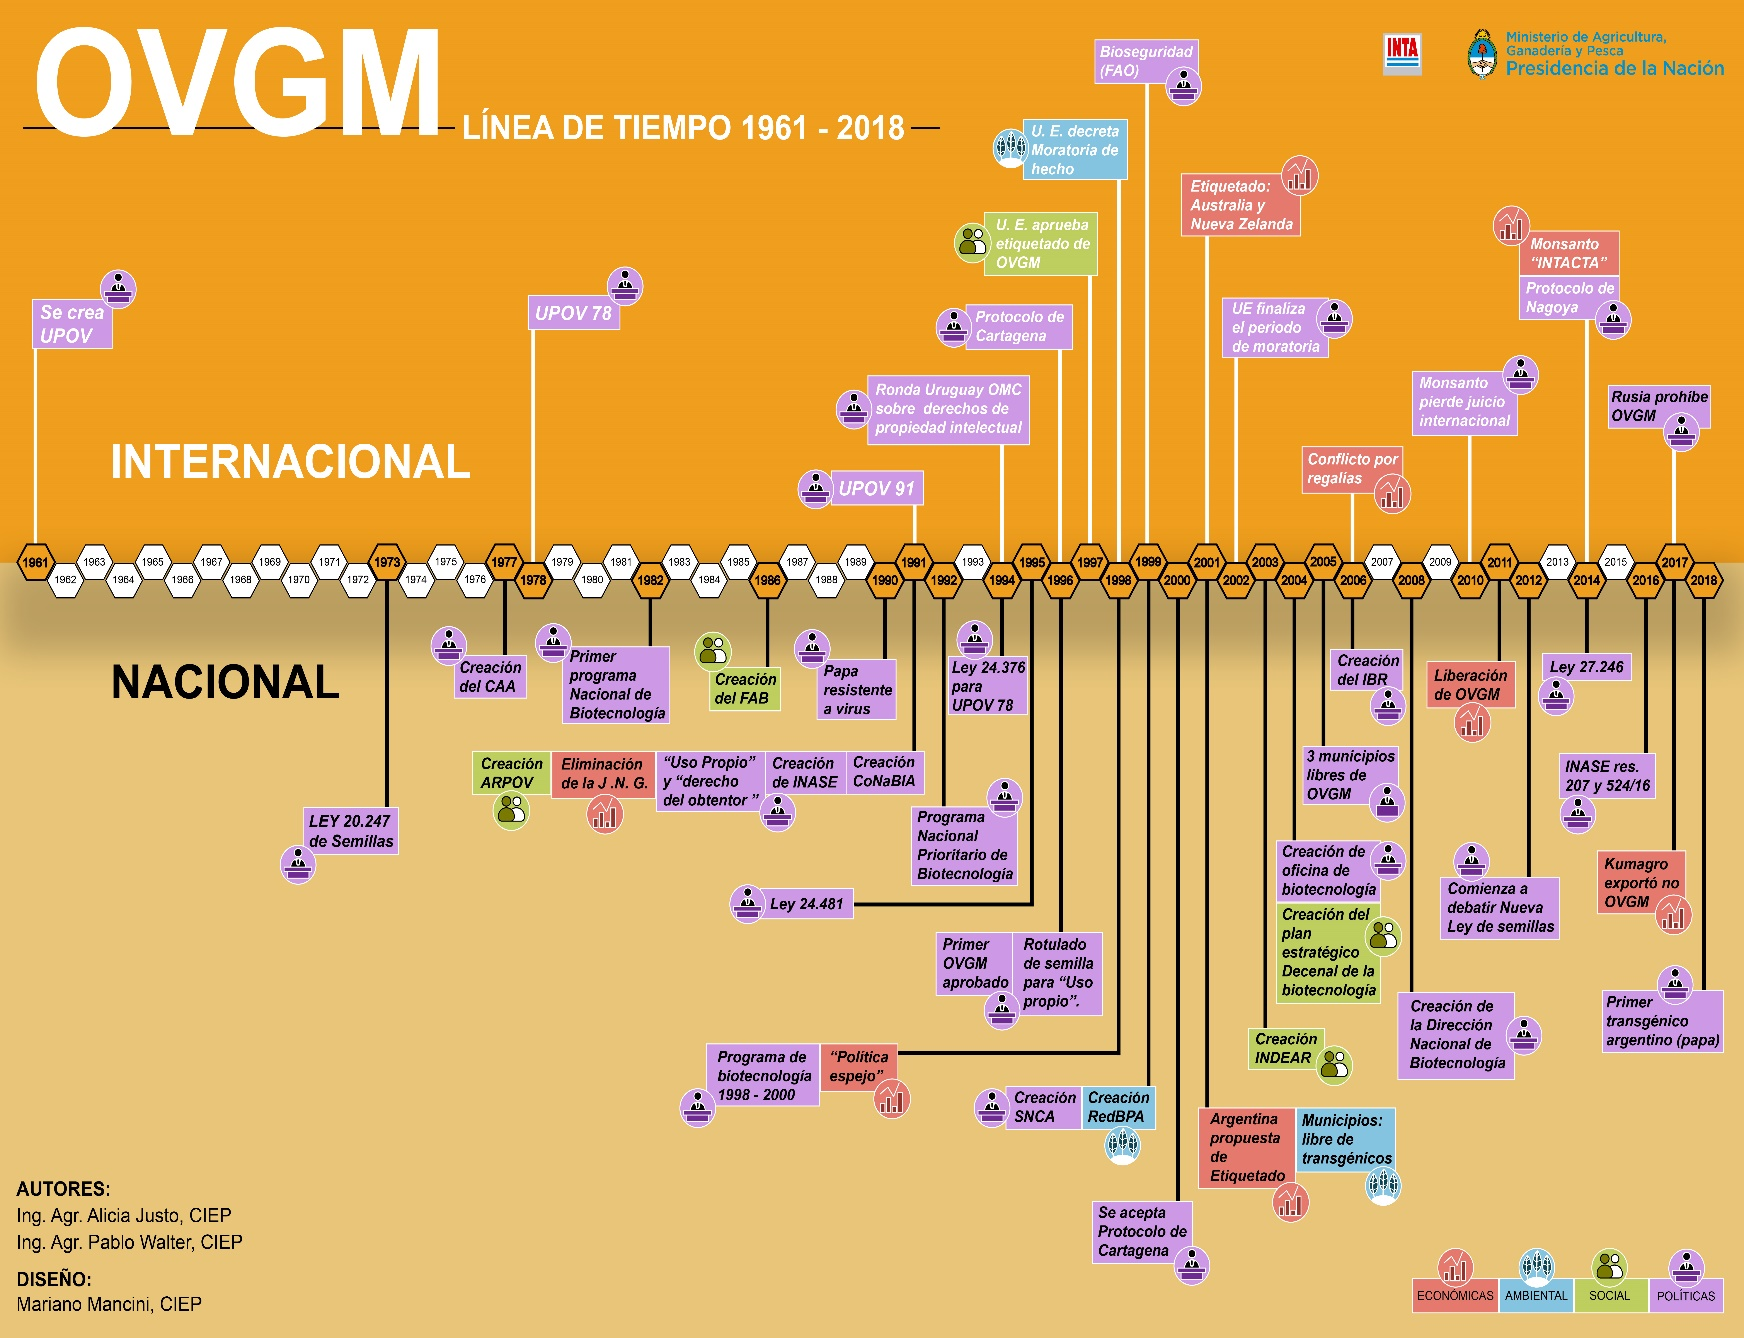 OVGM
LÍNEA DE TIEMPO 1961 - 2018
INTA
Ministerio de Agricultura,
Ganadería y Pesca
Presidencia de la Nación
Bioseguridad
(FAO)
U. E. decreta
Moratoria de
hecho
Etiquetado:
Australia y
Nueva Zelanda
U. E. aprueba
etiquetado de
OVGM
Monsanto
“INTACTA”
Protocolo de
Nagoya
Se crea
UPOV
UPOV 78
Protocolo de
Cartagena
UE finaliza
el periodo
de moratoria
Ronda Uruguay OMC
sobre derechos de
propiedad intelectual
Monsanto
pierde juicio
internacional
Rusia prohíbe
OVGM
INTERNACIONAL
UPOV 91
Conflicto por
regalías
1961
1962
1963
1964
1965
1966
1967
1968
1969
1970
1971
1972
1973
1974
1975
1976
1977
1978
1979
1980
1981
1982
1983
1984
1985
1986
1987
1988
1989
1990
1991
1992
1993
1994
1995
1996
1997
1998
1999
2000
2001
2002
2003
2004
2005
2006
2007
2008
2009
2010
2011
2012
2013
2014
2015
2016
2017
2018
NACIONAL
Creación
del CAA
Primer
programa
Nacional de
Biotecnología
Creación
del FAB
Papa
resistente
a virus
Ley 24.376
para
UPOV 78
Creación
del IBR
Liberación
de OVGM
Ley 27.246
Creación
ARPOV
Eliminación
de la J .N. G.
“Uso Propio”
y “derecho
del obtentor ”
Creación
de INASE
Creación
CoNaBIA
3 municipios
libres de
OVGM
INASE res.
207 y 524/16
LEY 20.247
de Semillas
Programa
Nacional
Prioritario de
Biotecnología
Creación de
oficina de
biotecnología
Creación del
plan
estratégico
Decenal de la
biotecnología
Comienza a
debatir Nueva
Ley de semillas
Kumagro
exportó no
OVGM
Ley 24.481
Primer
OVGM
aprobado
Rotulado
de semilla
para “Uso
propio”.
Creación de
la Dirección
Nacional de
Biotecnología
Primer
transgénico
argentino (papa)
Creación
INDEAR
Programa de
biotecnología
1998 - 2000
“Política
espejo”
Creación
SNCA
Creación
RedBPA
Argentina
propuesta
de
Etiquetado
Municipios:
libre de
transgénicos
Se acepta
Protocolo de
Cartagena
AUTORES:
Ing. Agr. Alicia Justo, CIEP
Ing. Agr. Pablo Walter, CIEP
DISEÑO:
Mariano Mancini, CIEP
ECONÓMICAS
AMBIENTAL
SOCIAL
POLÍTICAS